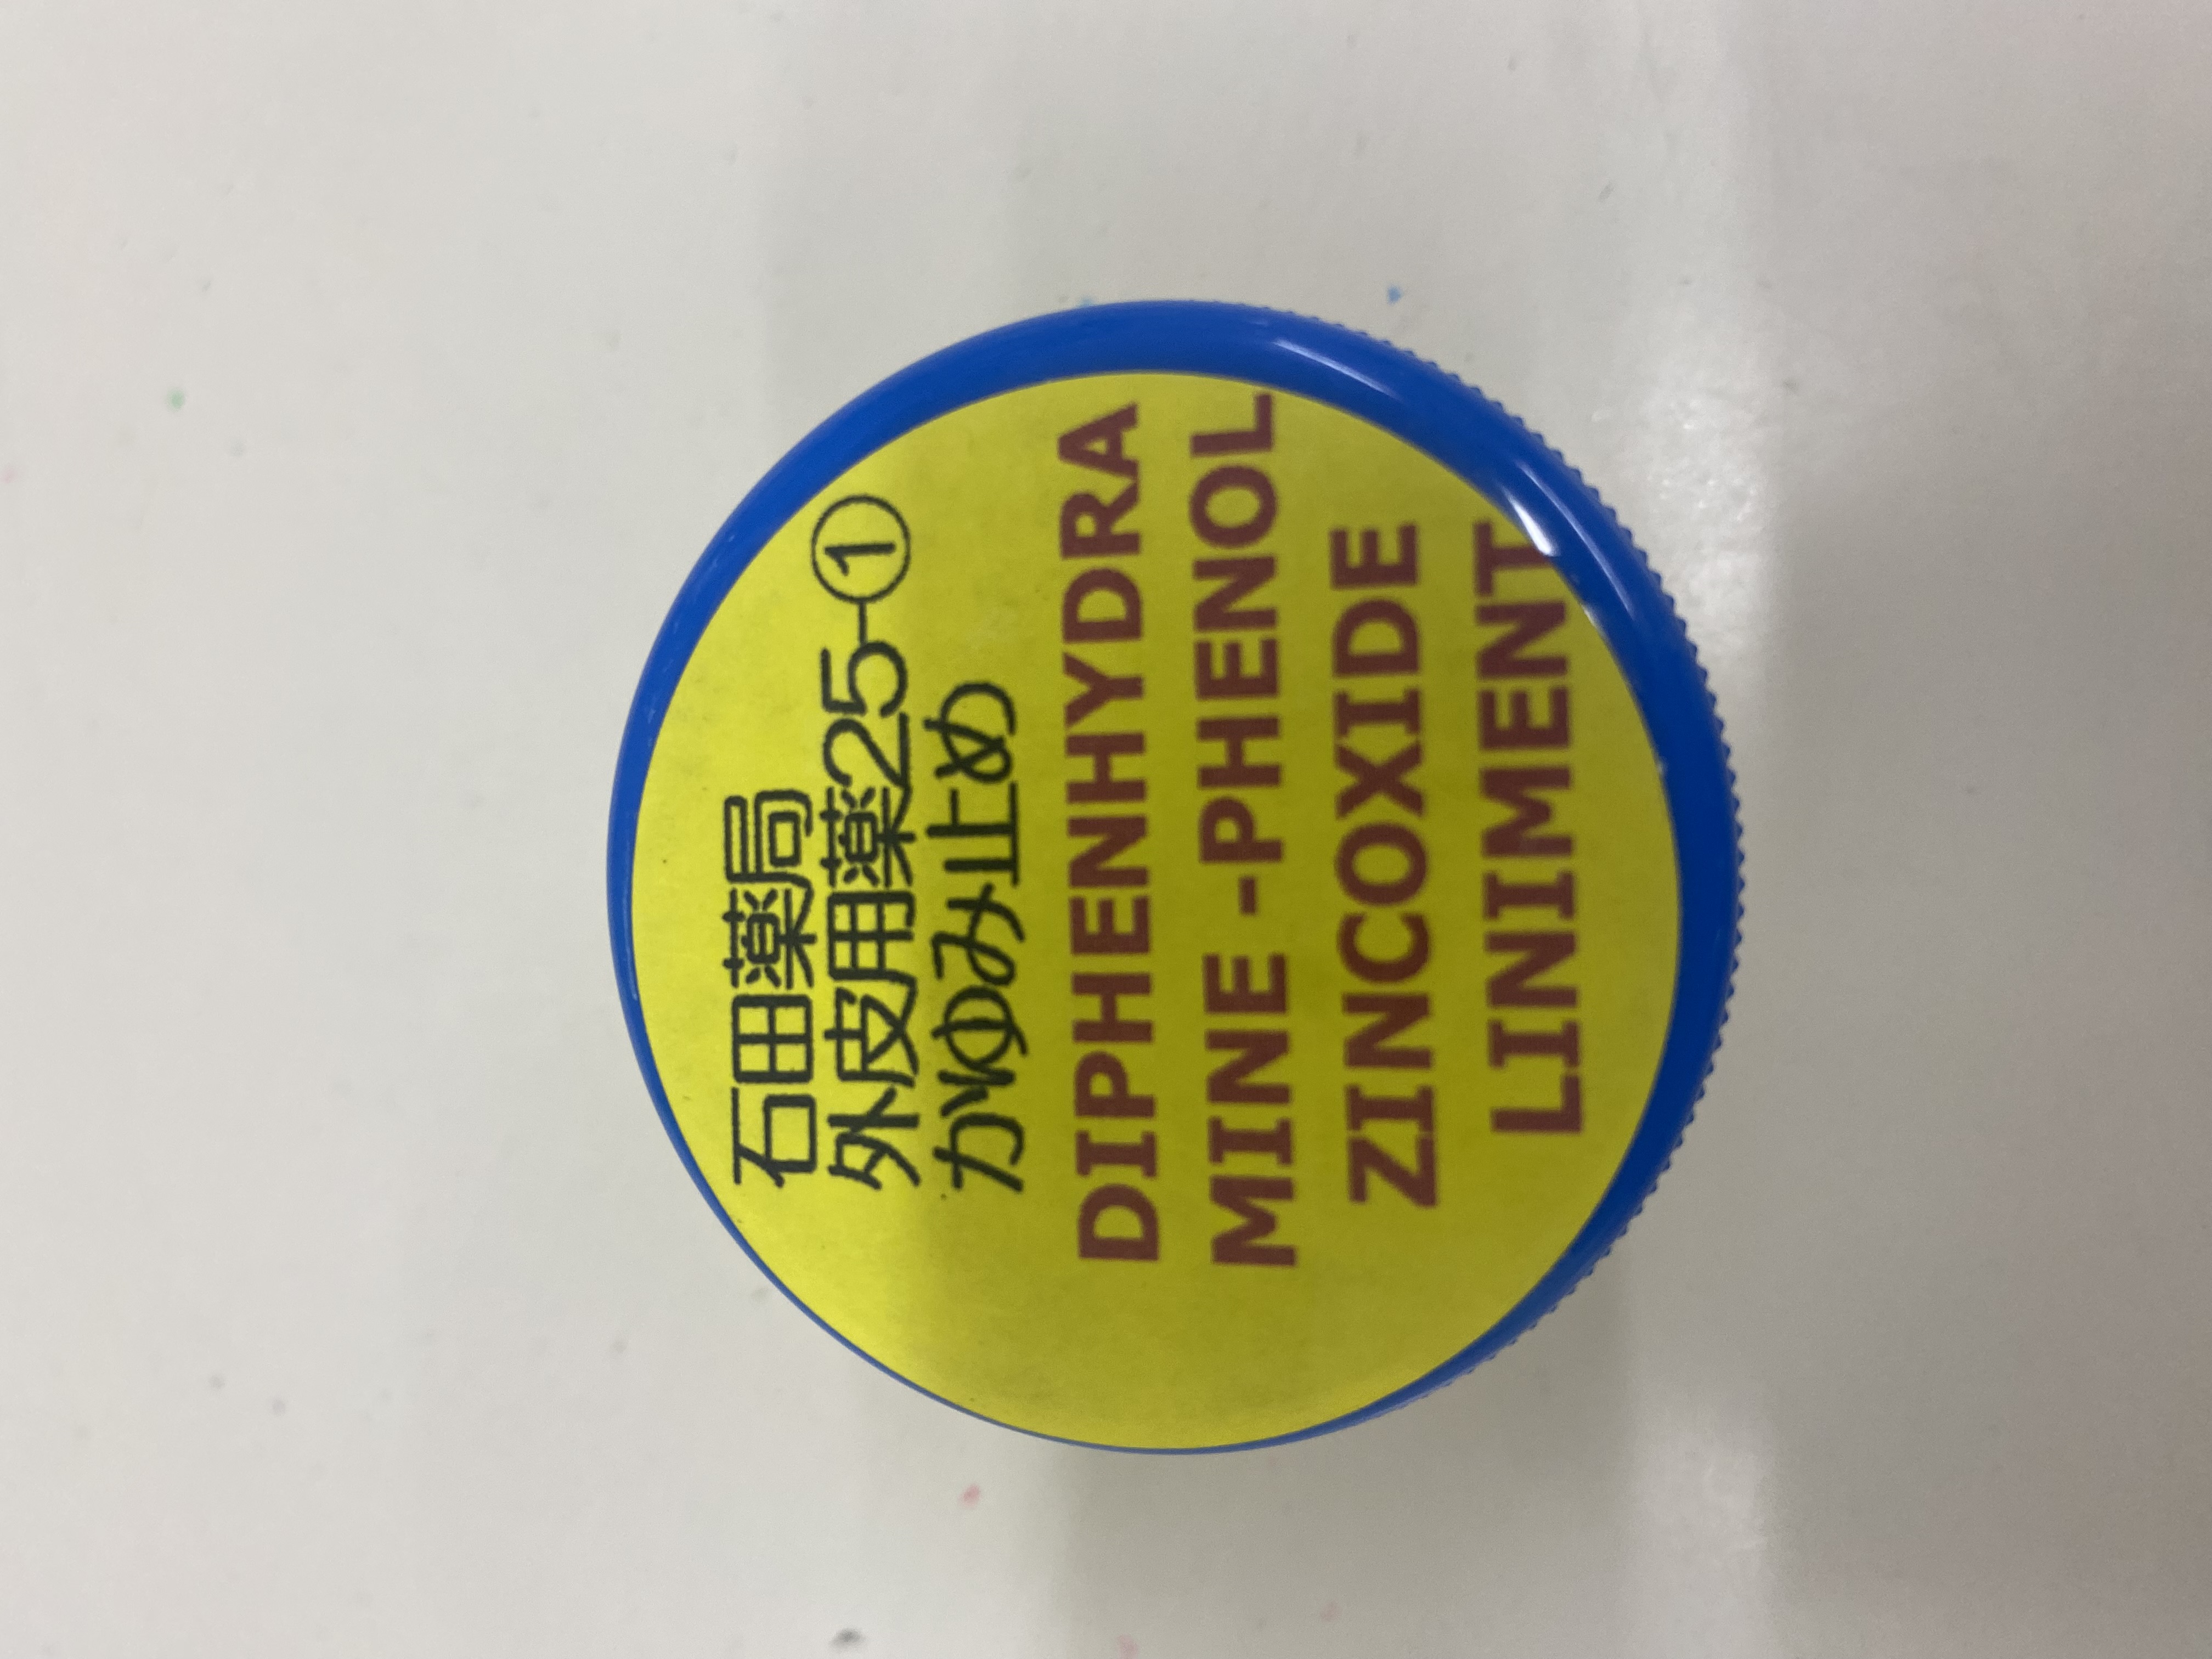 石田薬局
外皮用薬25-①
かゆみ止め
DIPHENHYDRA
MINE -PHENOL
ZINCOXIDE
LINIMENT